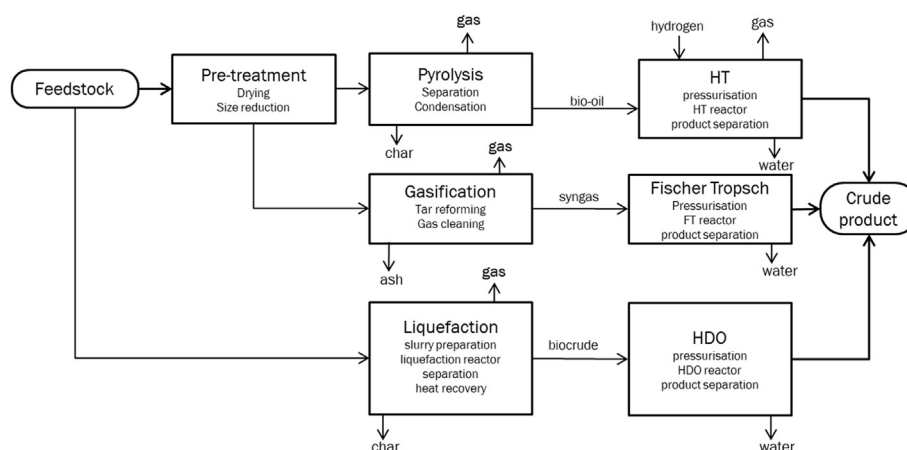 gas
hydrogen
gas
Feedstock
Pre-treatment
Drying
Size reduction
Pyrolysis
Separation
Condensation
bio-oil
HT
pressurisation
HT reactor
product separation
char
gas
water
Gasification
Tar reforming
Gas cleaning
syngas
Fischer Tropsch
Pressurisation
FT reactor
product separation
Crude
product
ash
gas
water
Liquefaction
slurry preparation
liquefaction reactor
separation
heat recovery
biocrude
HDO
pressurisation
HDO reactor
product separation
char
water